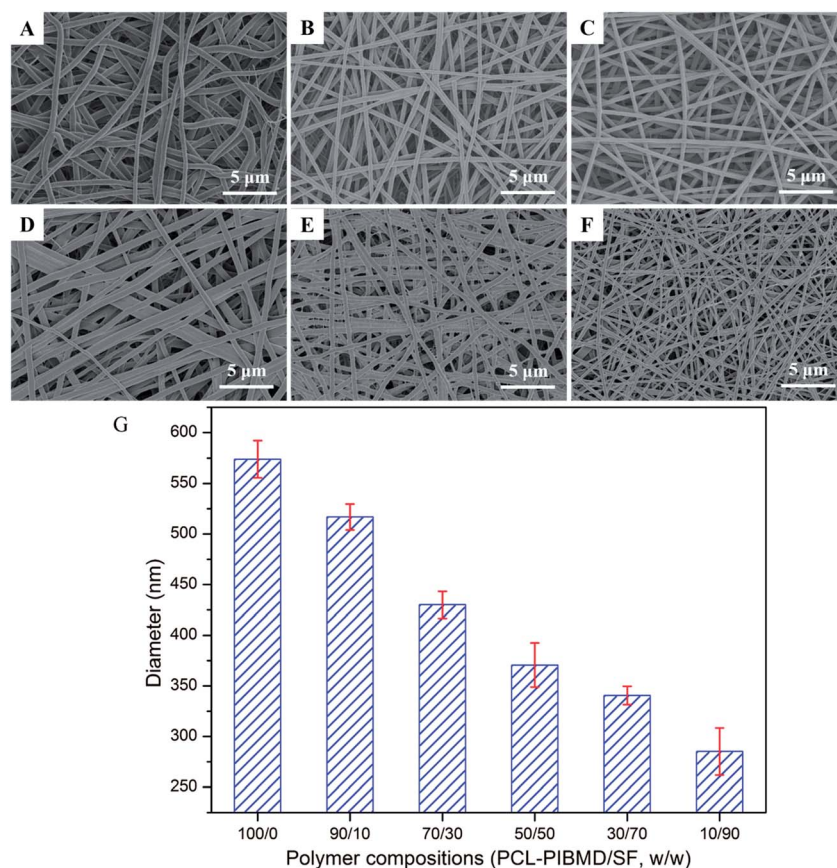 A
B
C
5 µm
5 µm
5 µm
D
E
F
5 µm
5 µm
5 µm
G
600
550
500
450
400
350
300
250
Diameter (nm)
100/0 90/10 70/30 50/50 30/70 10/90
Polymer compositions (PCL-PIBMD/SF, w/w)